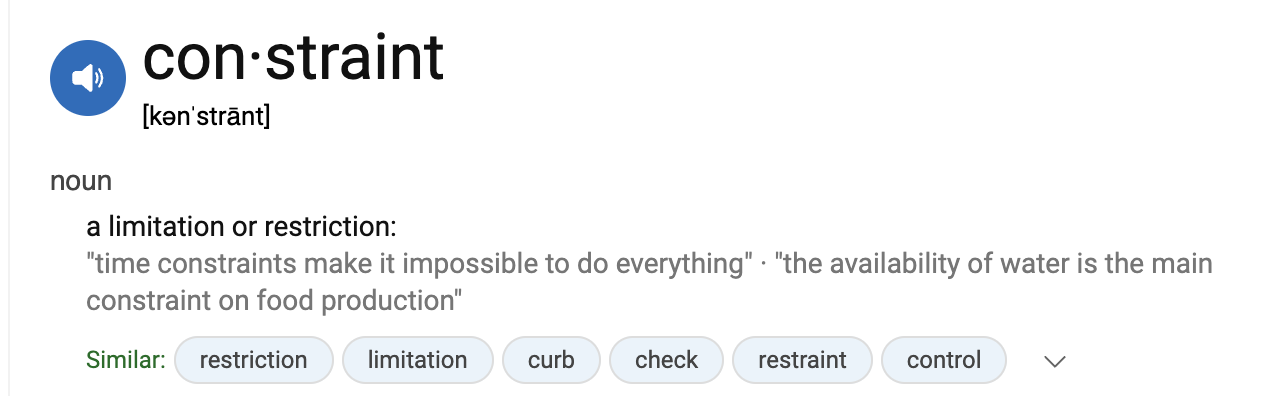 con·straint
[kənˈstrānt]
noun
a limitation or restriction:
"time constraints make it impossible to do everything" · "the availability of water is the main
constraint on food production"
Similar: restriction limitation curb check restraint control